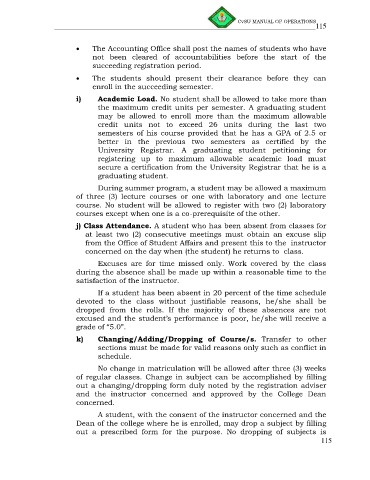 CvSU MANUAL OF OPERATIONS
115
• The Accounting Office shall post the names of students who have
not been cleared of accountabilities before the start of the
succeeding registration period.
• The students should present their clearance before they can
enroll in the succeeding semester.
i) Academic Load. No student shall be allowed to take more than
the maximum credit units per semester. A graduating student
may be allowed to enroll more than the maximum allowable
credit units not to exceed 26 units during the last two
semesters of his course provided that he has a GPA of 2.5 or
better in the previous two semesters as certified by the
University Registrar. A graduating student petitioning for
registering up to maximum allowable academic load must
secure a certification from the University Registrar that he is a
graduating student.
During summer program, a student may be allowed a maximum
of three (3) lecture courses or one with laboratory and one lecture
course. No student will be allowed to register with two (2) laboratory
courses except when one is a co-prerequisite of the other.
j) Class Attendance. A student who has been absent from classes for
at least two (2) consecutive meetings must obtain an excuse slip
from the Office of Student Affairs and present this to the instructor
concerned on the day when (the student) he returns to class.
Excuses are for time missed only. Work covered by the class
during the absence shall be made up within a reasonable time to the
satisfaction of the instructor.
If a student has been absent in 20 percent of the time schedule
devoted to the class without justifiable reasons, he/she shall be
dropped from the rolls. If the majority of these absences are not
excused and the student's performance is poor, he/she will receive a
grade of "5.0".
k) Changing/Adding/Dropping of Course/s. Transfer to other
sections must be made for valid reasons only such as conflict in
schedule.
No change in matriculation will be allowed after three (3) weeks
of regular classes. Change in subject can be accomplished by filling
out a changing/dropping form duly noted by the registration adviser
and the instructor concerned and approved by the College Dean
concerned.
A student, with the consent of the instructor concerned and the
Dean of the college where he is enrolled, may drop a subject by filling
out a prescribed form for the purpose. No dropping of subjects is
115